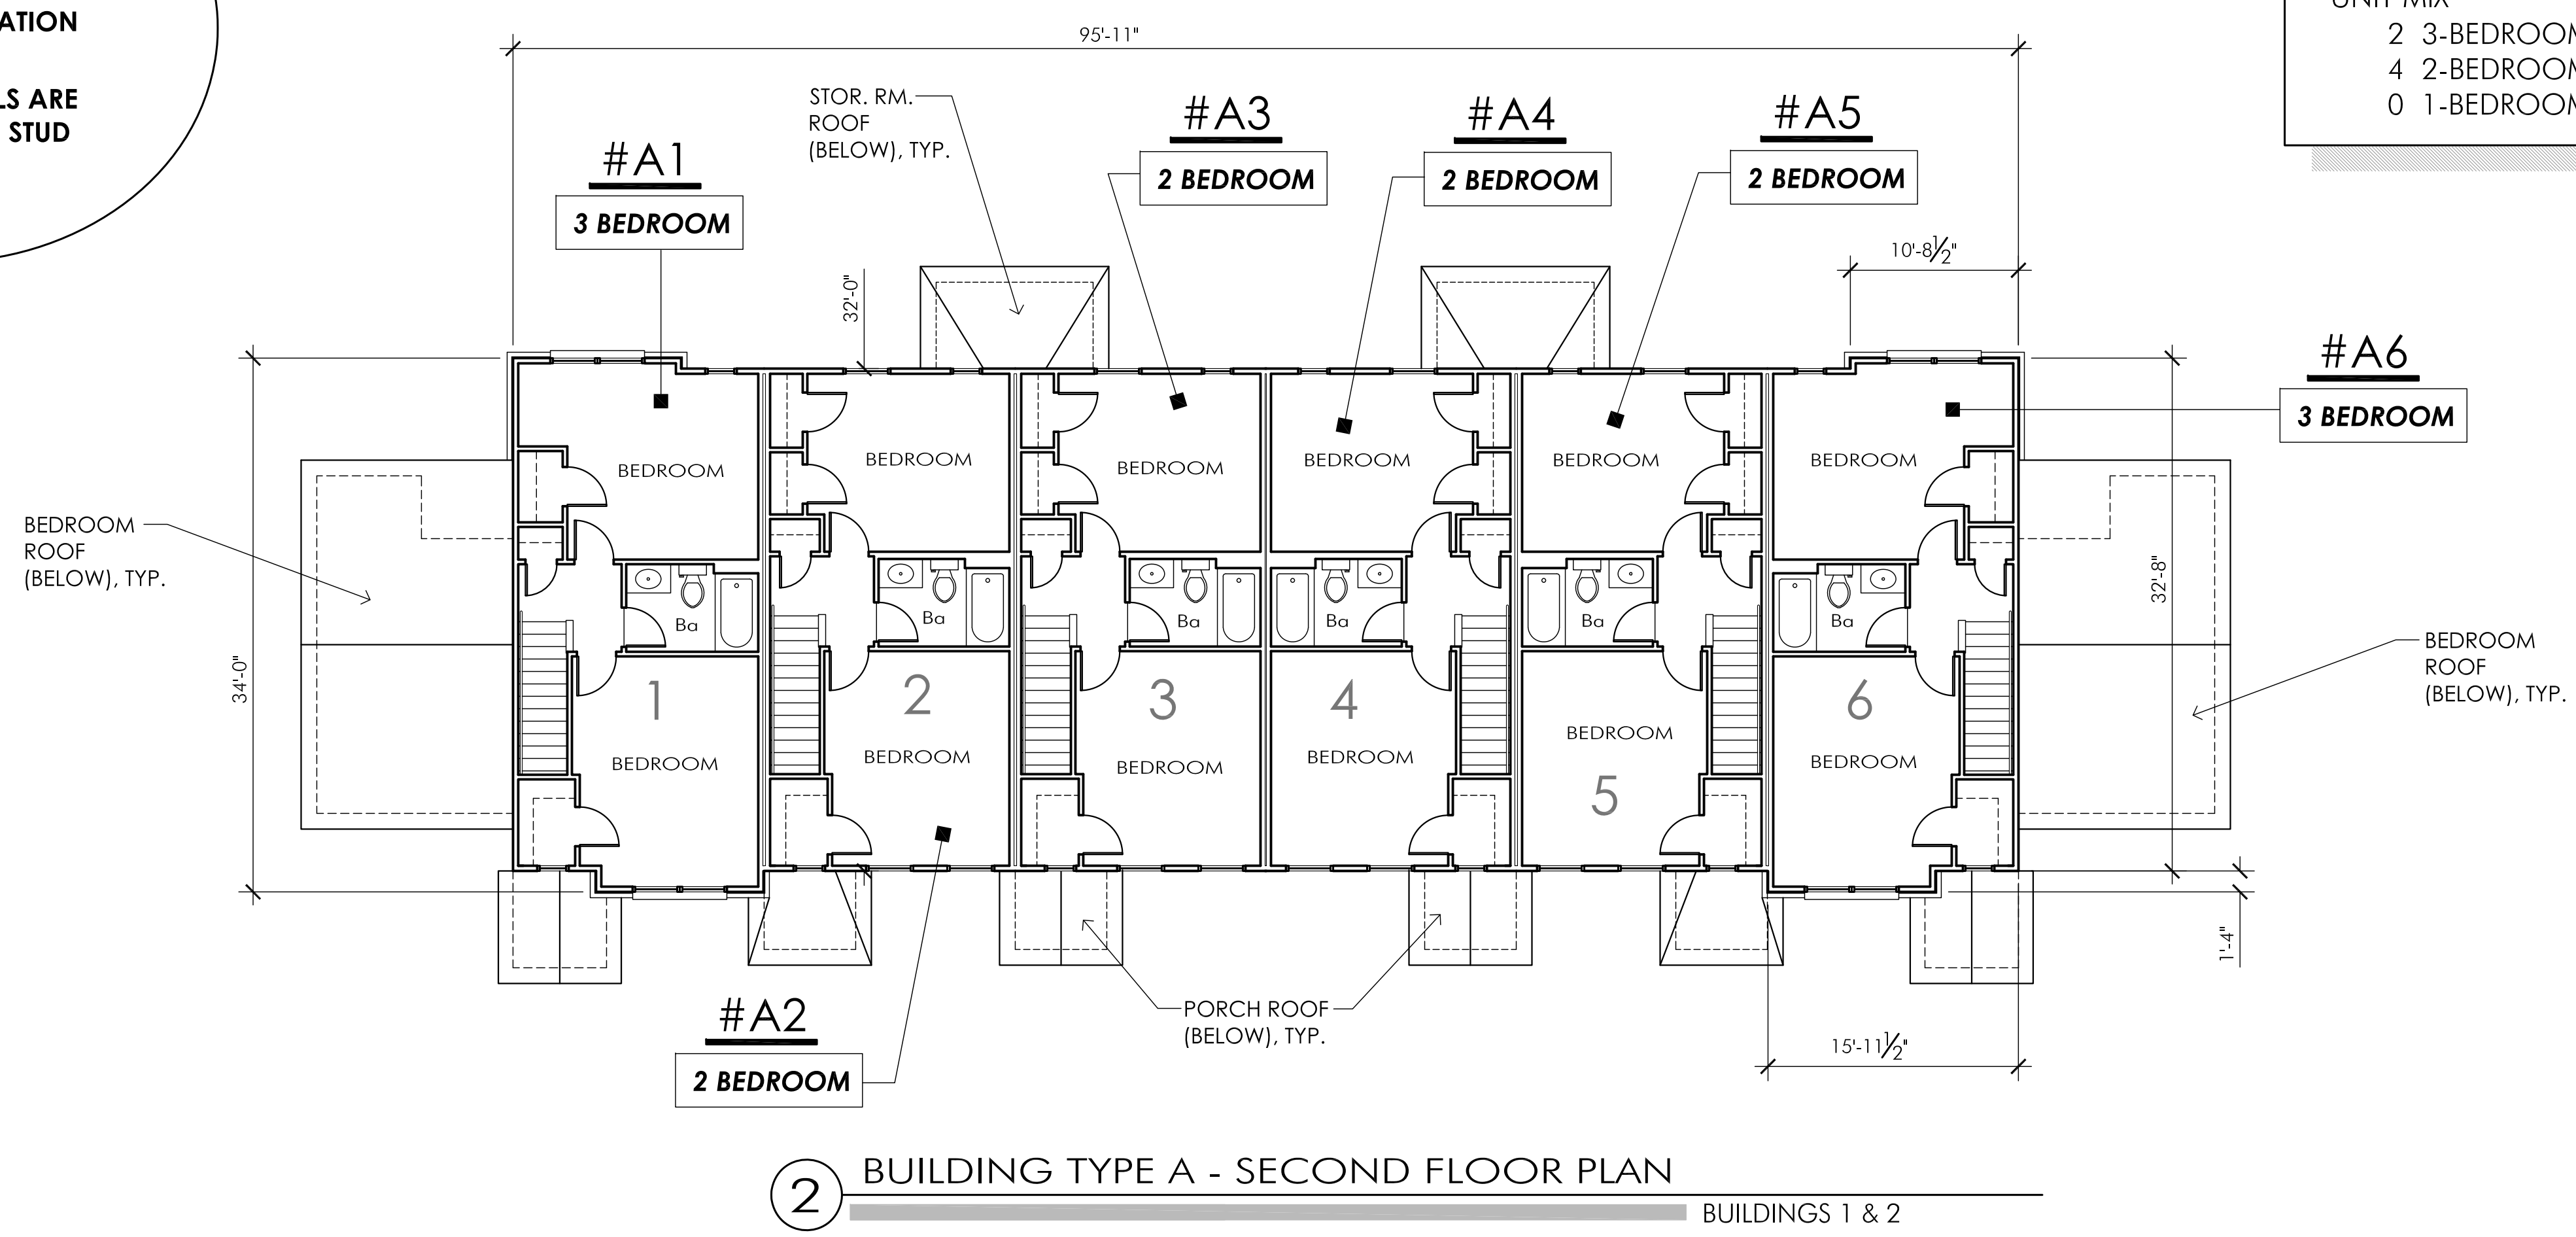 ATION
LS ARE
STUD
UNIT MIX
2 3-BEDROOM
4 2-BEDROOM
0 1-BEDROOM
95'-11"
STOR. RM.
ROOF
(BELOW), TYP.
#A1
3 BEDROOM
#A3
2 BEDROOM
#A4
2 BEDROOM
#A5
2 BEDROOM
10'-8½"
32'-0"
#A6
3 BEDROOM
BEDROOM
BEDROOM
BEDROOM
BEDROOM
BEDROOM
BEDROOM
BEDROOM
ROOF
(BELOW), TYP.
32'-8"
34'-0"
Ba
Ba
Ba
Ba
Ba
Ba
BEDROOM
ROOF
(BELOW), TYP.
1
2
3
4
5
6
BEDROOM
BEDROOM
BEDROOM
BEDROOM
BEDROOM
BEDROOM
1'-4"
#A2
2 BEDROOM
PORCH ROOF
(BELOW), TYP.
15'-11½"
2
BUILDING TYPE A - SECOND FLOOR PLAN
BUILDINGS 1 & 2